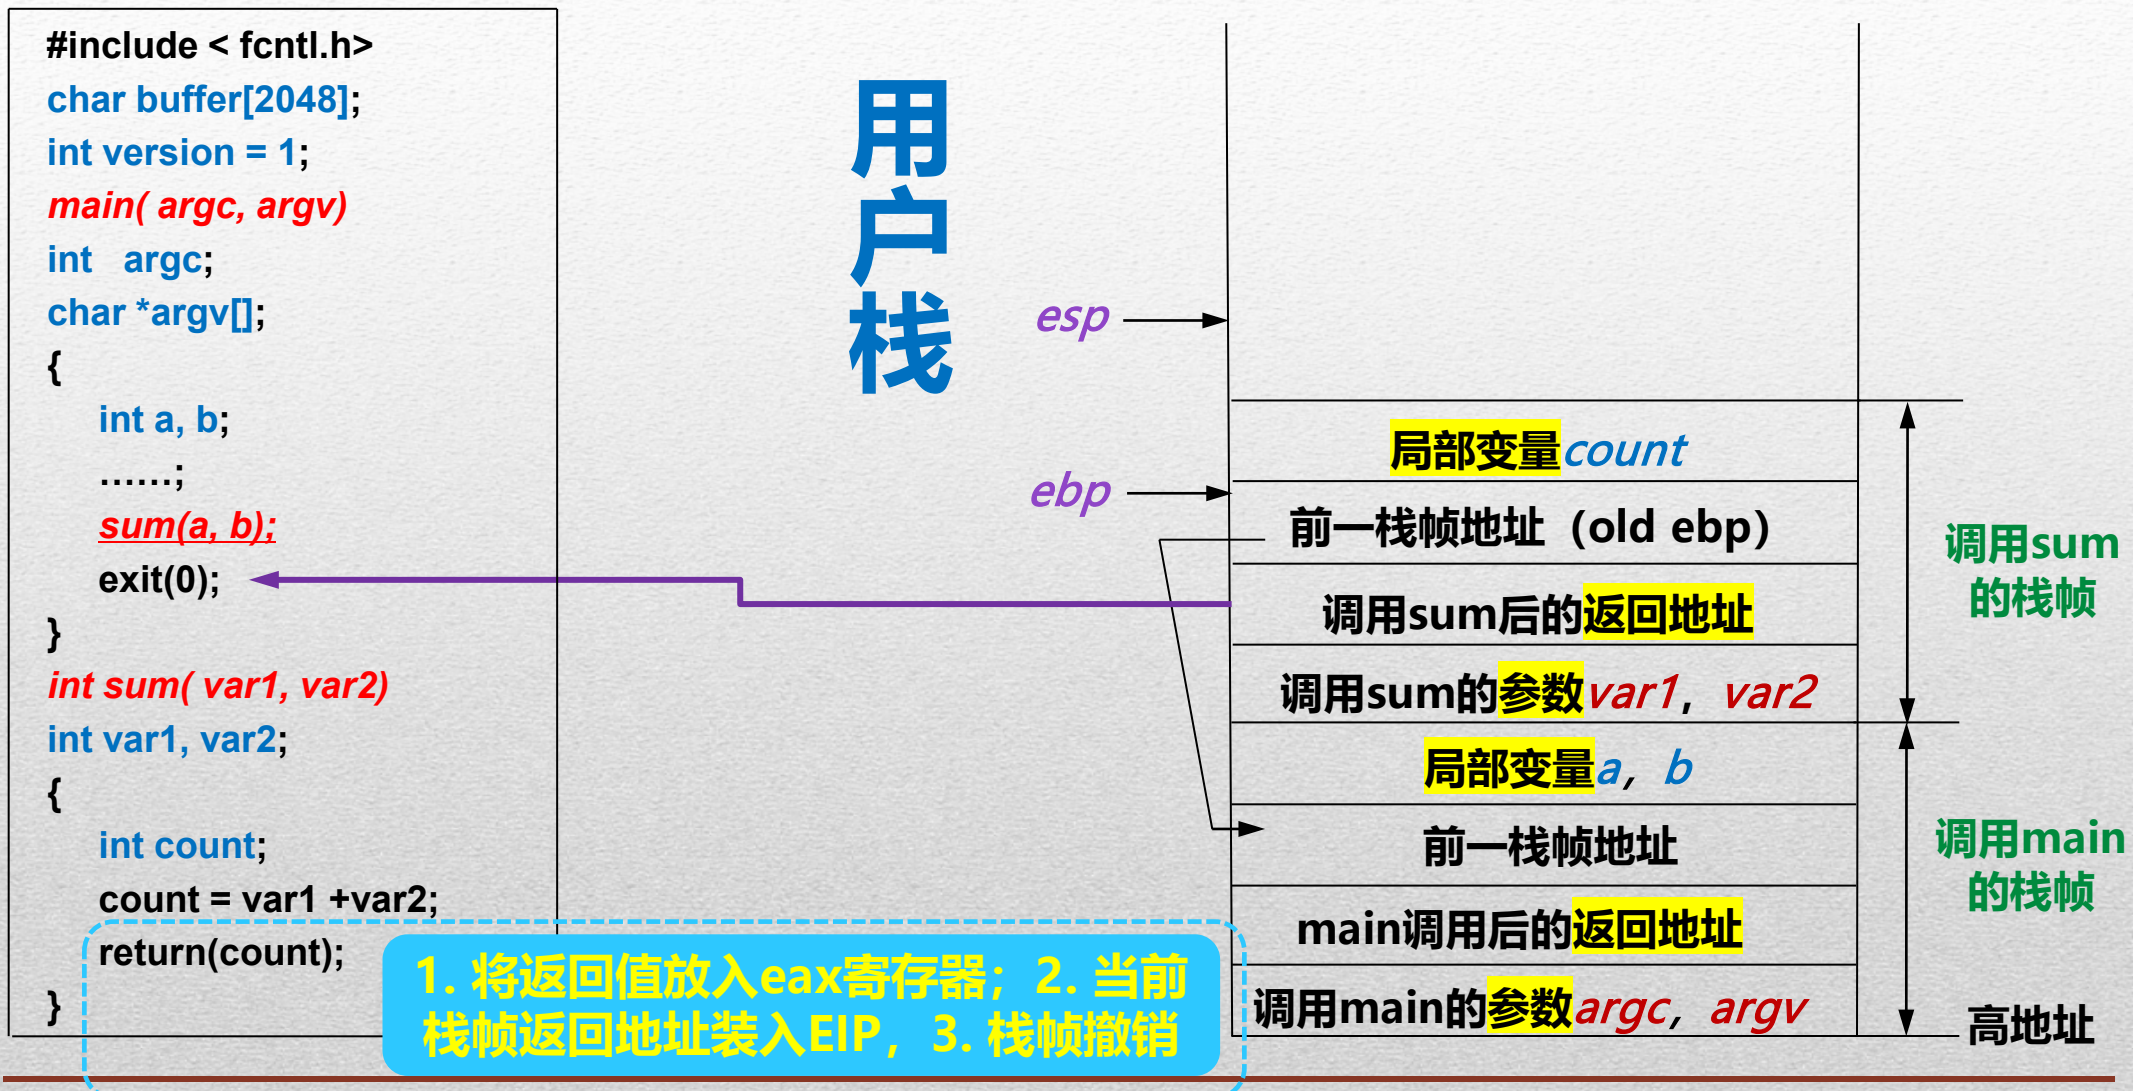 #include < fcntl.h>
char buffer[2048];
int version = 1;
main( argc, argv)
int argc;
char *argv[];
{
int a, b;
……;
sum(a, b);
exit(0);
}
int sum( var1, var2)
int var1, var2;
{
int count;
count = var1 +var2;
return(count);
}
1. 将返回值放入eax寄存器；2. 当前
栈帧返回地址装入EIP，3. 栈帧撤销
用
户
栈
esp
ebp
局部变量count
前一栈帧地址（old ebp）
调用sum后的返回地址
调用sum的参数var1，var2
局部变量a，b
前一栈帧地址
main调用后的返回地址
调用main的参数argc，argv
调用sum
的栈帧
调用main
的栈帧
高地址